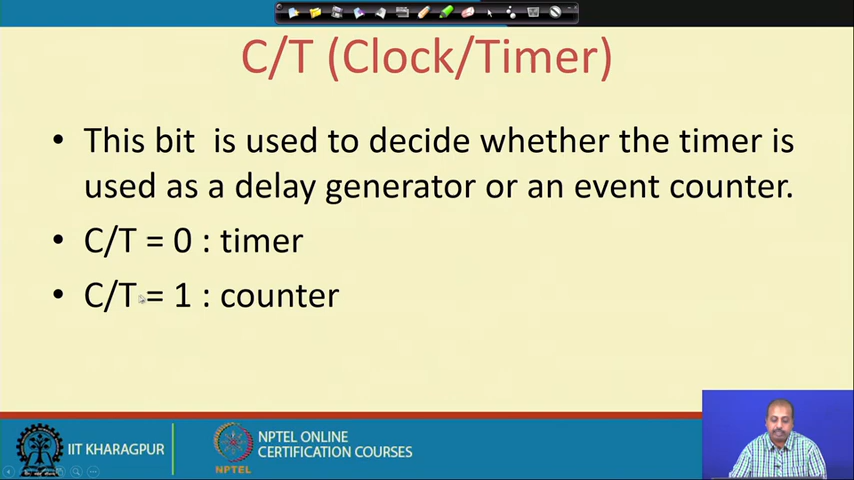 C/T (Clock/Timer)
• This bit is used to decide whether the timer is
used as a delay generator or an event counter.
• C/T = 0 : timer
• C/T = 1 : counter
IIT KHARAGPUR
NPTEL
NPTEL ONLINE
CERTIFICATION COURSES